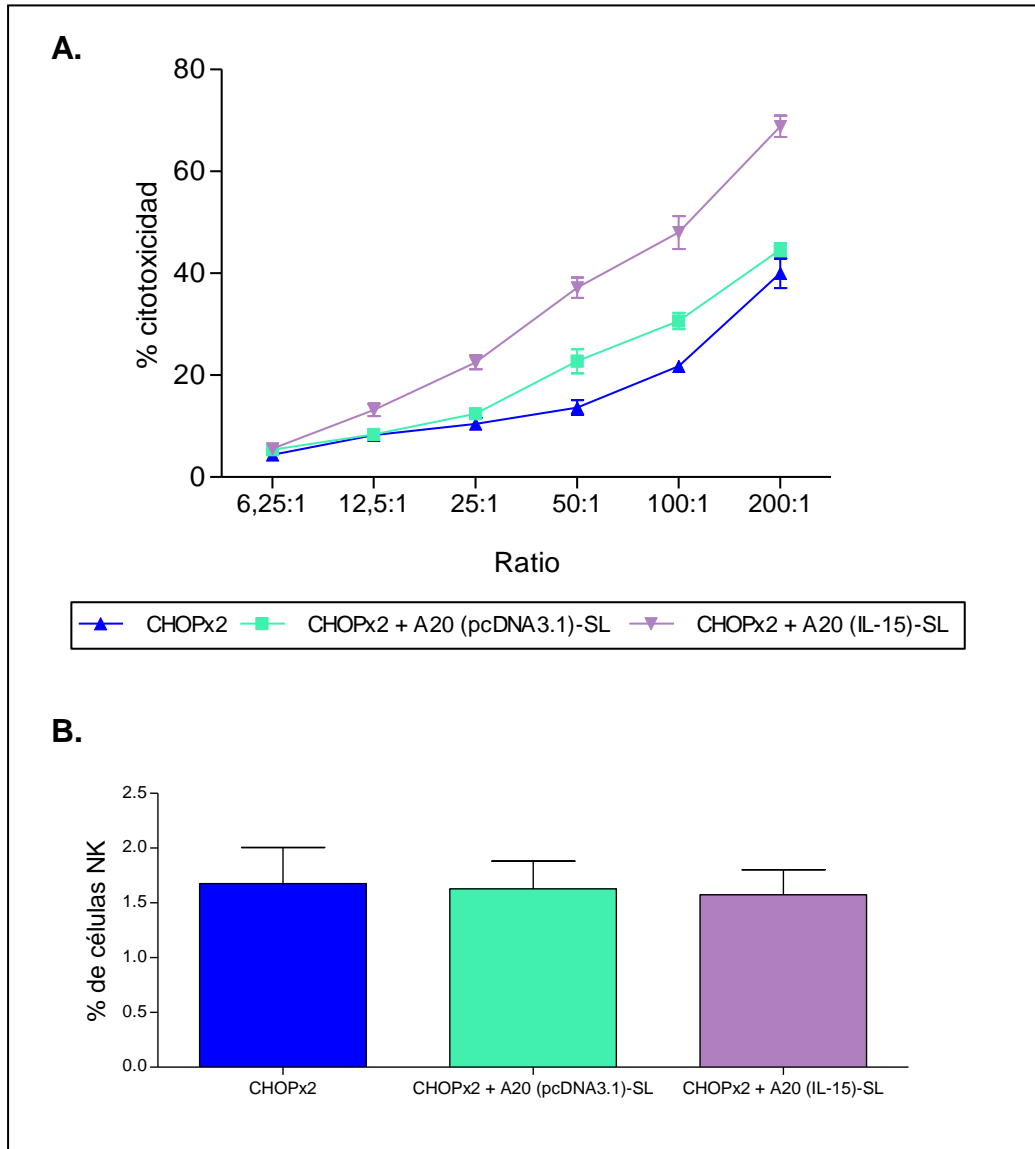 A.
80
60
40
20
0
% citotoxicidad
6,25:1 12,5:1 25:1 50:1 100:1 200:1
Ratio
CHOPx2 CHOPx2 + A20 (pcDNA3.1)-SL CHOPx2 + A20 (IL-15)-SL
B.
2.5
2.0
1.5
1.0
0.5
0.0
% de células NK
CHOPx2 CHOPx2 + A20 (pcDNA3.1)-SL CHOPx2 + A20 (IL-15)-SL